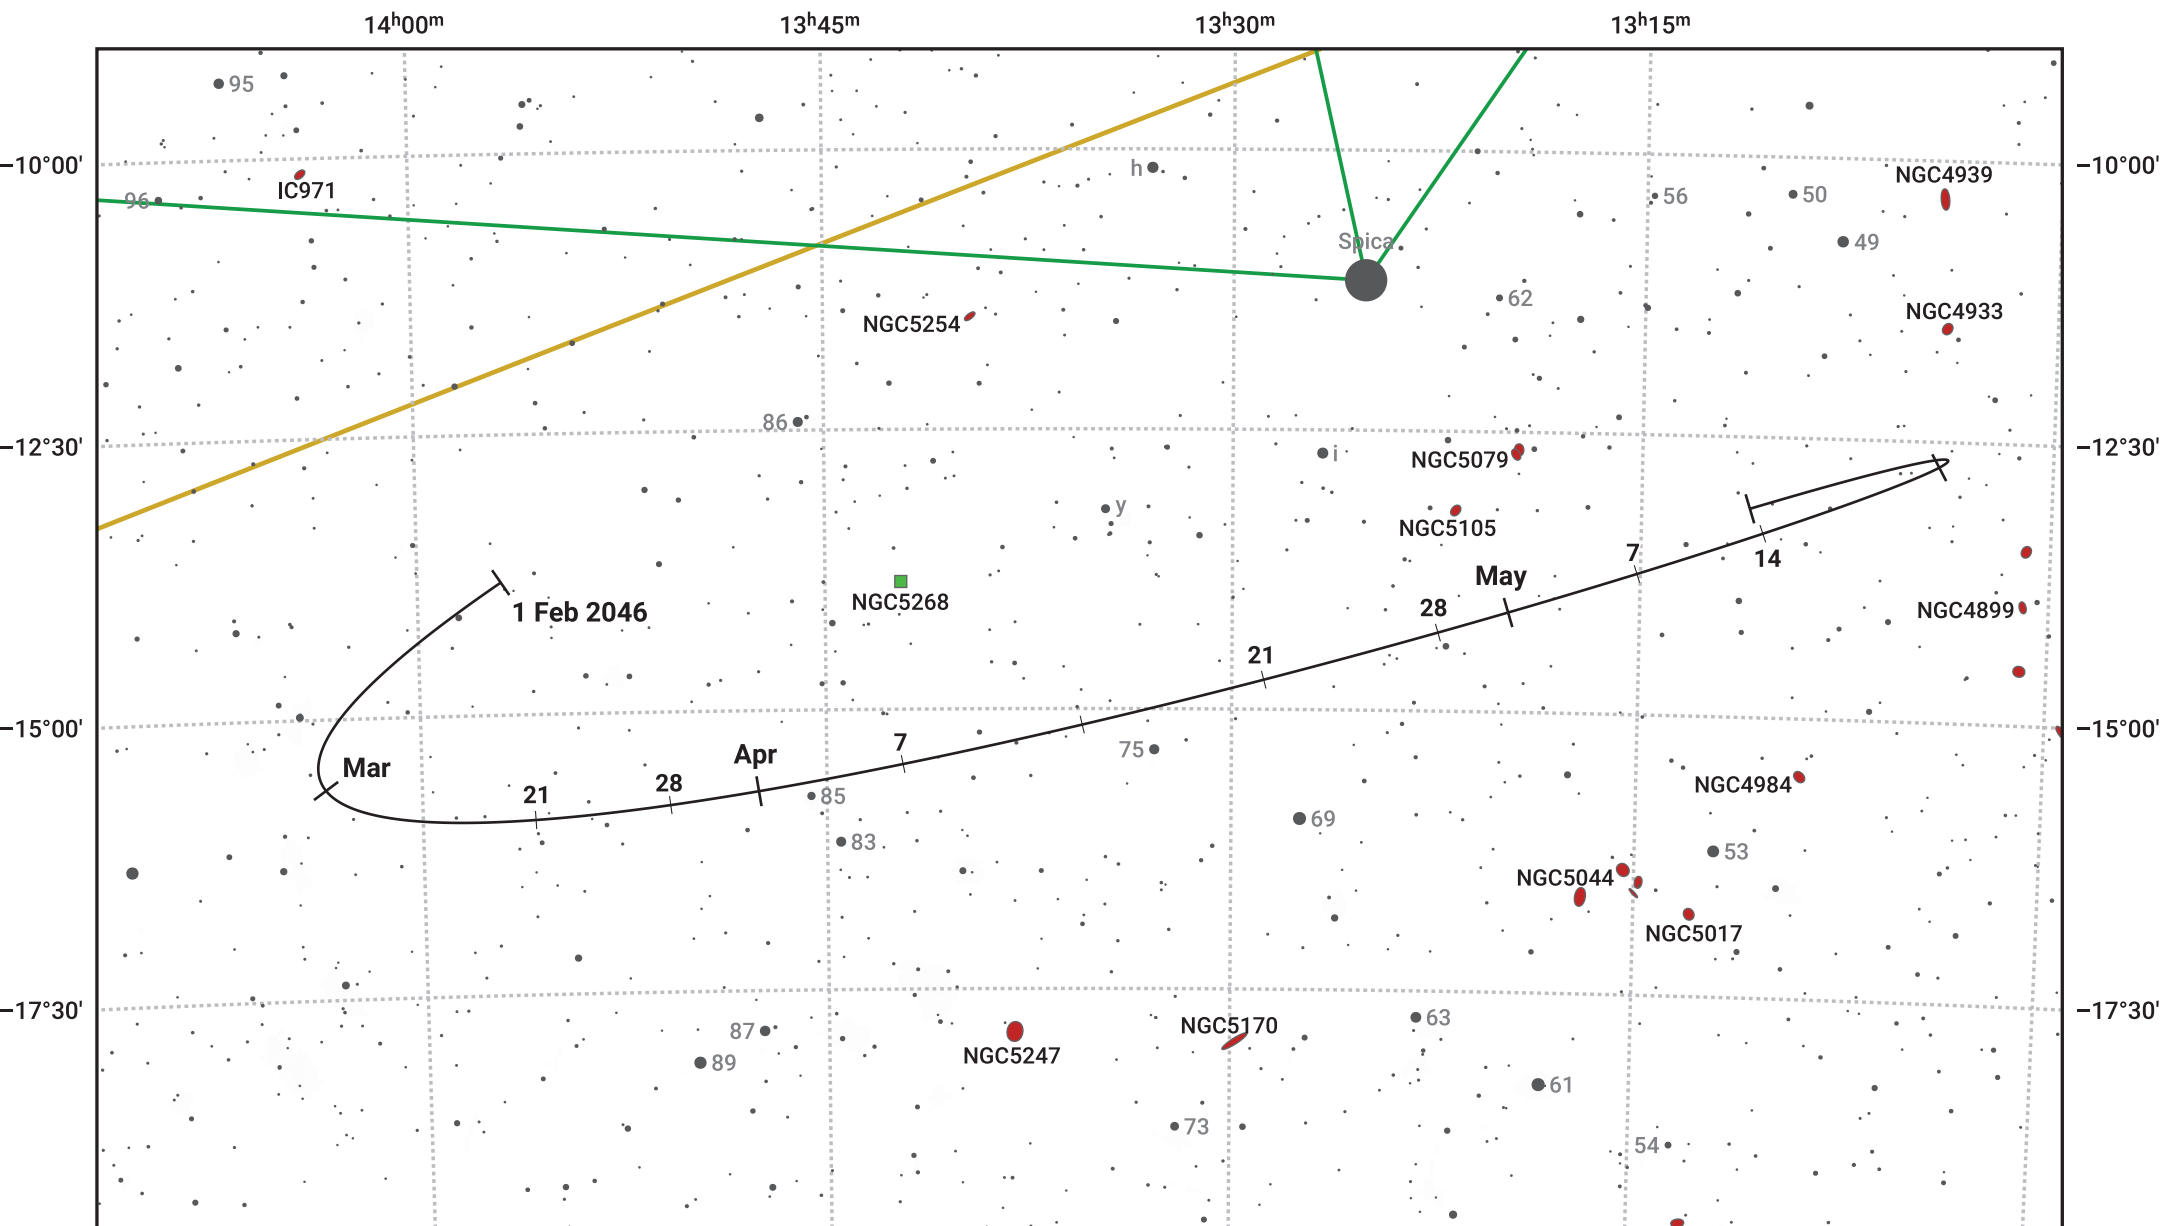 14ʰ00ᵐ 13ʰ45ᵐ 13ʰ30ᵐ 13ʰ15ᵐ
95
−10°00' h −10°00'
NGC4939
IC971 96 56 50
Spica 49
62
NGC4933
NGC5254
86
−12°30' i −12°30'
NGC5079
y
NGC5105
7 14
May
NGC5268 28 NGC4899
1 Feb 2046
21
−15°00' −15°00'
7 75
Apr
Mar
28 NGC4984
21 85
69
83 53
NGC5044
NGC5017
−17°30' −17°30'
63
87 NGC5170
NGC5247
89
61
73
54